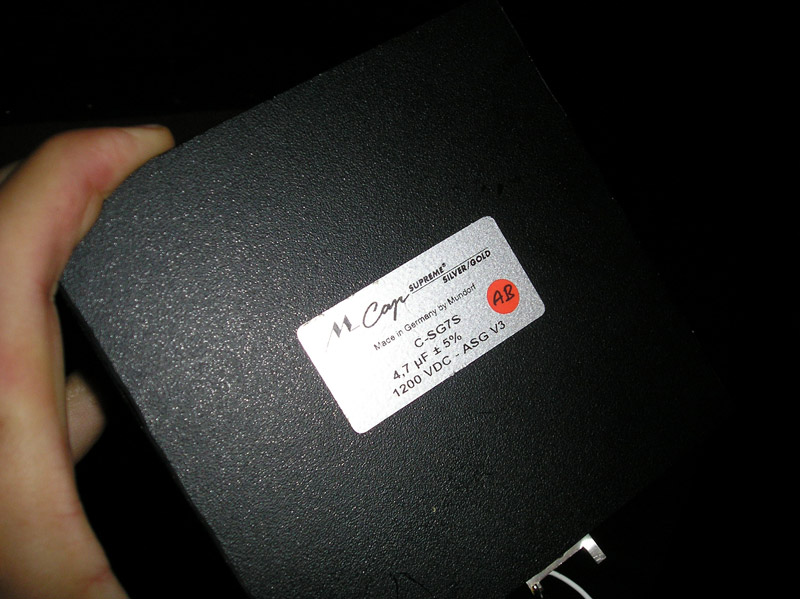 M Cap SUPREME® SILVER/GOLD
Made in Germany by Mundorf
C-SG7S
AB
4,7 µF ± 5%
1200 VDC - ASG V3